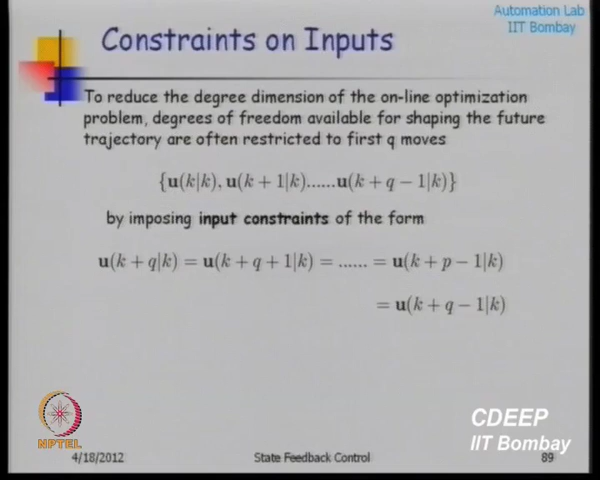 Automation Lab
IIT Bombay
Constraints on Inputs
To reduce the degree dimension of the on-line optimization
problem, degrees of freedom available for shaping the future
trajectory are often restricted to first q moves
{u(k|k), u(k + 1|k)......u(k + q − 1|k)}
by imposing input constraints of the form
u(k + q|k) = u(k + q + 1|k) = ...... = u(k + p − 1|k)
= u(k + q − 1|k)
NPTEL
CDEEP
IIT Bombay
4/18/2012 State Feedback Control 89